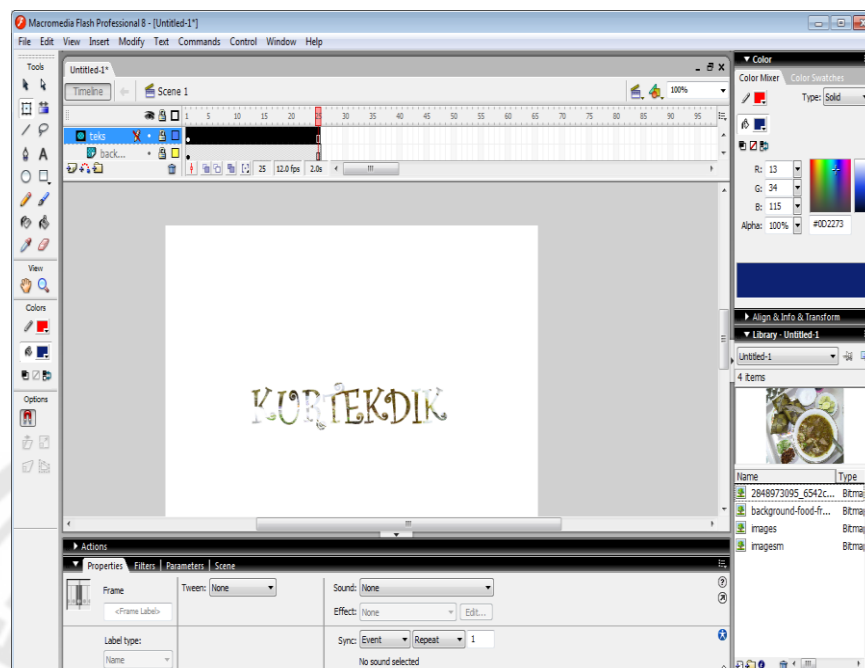 Macromedia Flash Professional 8 - [Untitled-1*]
File Edit View Insert Modify Text Commands Control Window Help
Tools
View
Colors
Options
Untitled-1*
Timeline Scene 1 100%
1 5 10 15 20 25 30 35 40 45 50 55 60 65 70 75 80 85 90 95
teks
back...
25 12.0 fps 2.0s
KURTEKDIK
Color
Color Mixer Color Swatches
Type: Solid
R: 13
G: 34
B: 115
Alpha: 100% #0D2273
Align & Info & Transform
Library - Untitled-1
Untitled-1
4 items
Name Type
2848973095_6542c... Bitma
background-food-fr... Bitma
images Bitma
imagesm Bitma
Actions
Properties Filters Parameters Scene
Frame Tween: None Sound: None
<Frame Label> Effect: None Edit...
Label type: Sync: Event Repeat 1
Name No sound selected